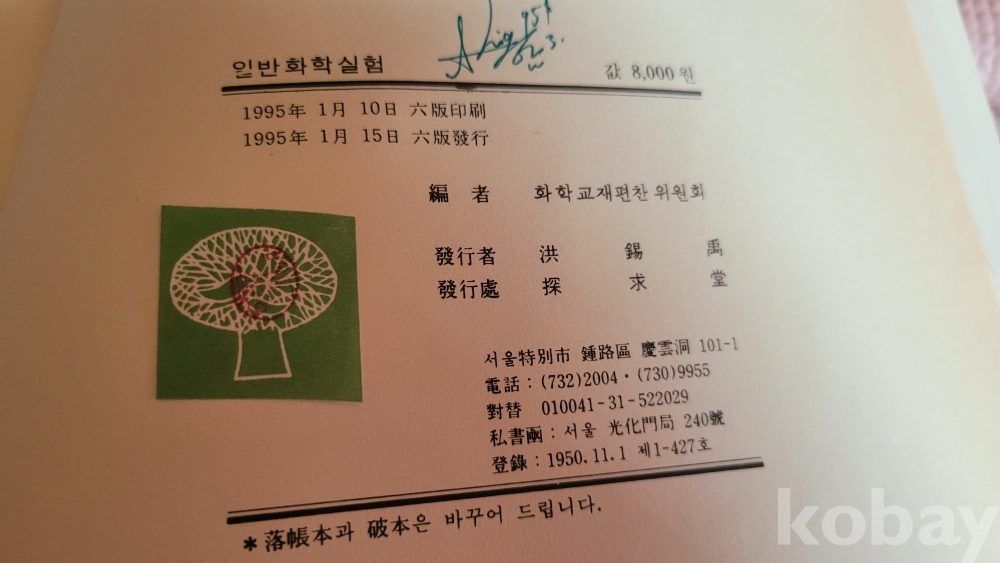 일반화학실험
값 8,000원
1995年 1月 10日 六版印刷
1995年 1月 15日 六版發行
編者 화학교재편찬위원회
發行者 洪錫禹
發行處 探求堂
서울特別市 鍾路區 慶雲洞 101-1
電話 : (732)2004 · (730)9955
對替 010041-31-522029
私書凾 : 서울 光化門局 240號
登錄 : 1950.11.1 제1-427호
*落帳本과 破本은 바꾸어 드립니다.
kobay